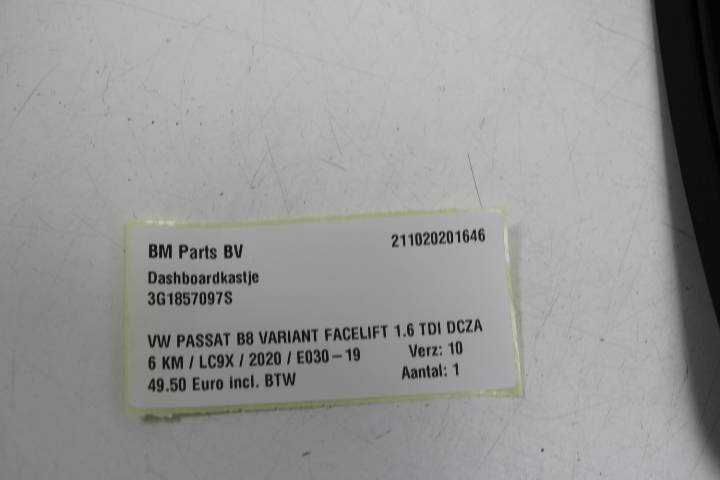 BM Parts BV 211020201646
Dashboardkastje
3G1857097S
VW PASSAT B8 VARIANT FACELIFT 1.6 TDI DCZA
6 KM / LC9X / 2020 / E030-19 Verz: 10
49.50 Euro incl. BTW Aantal: 1